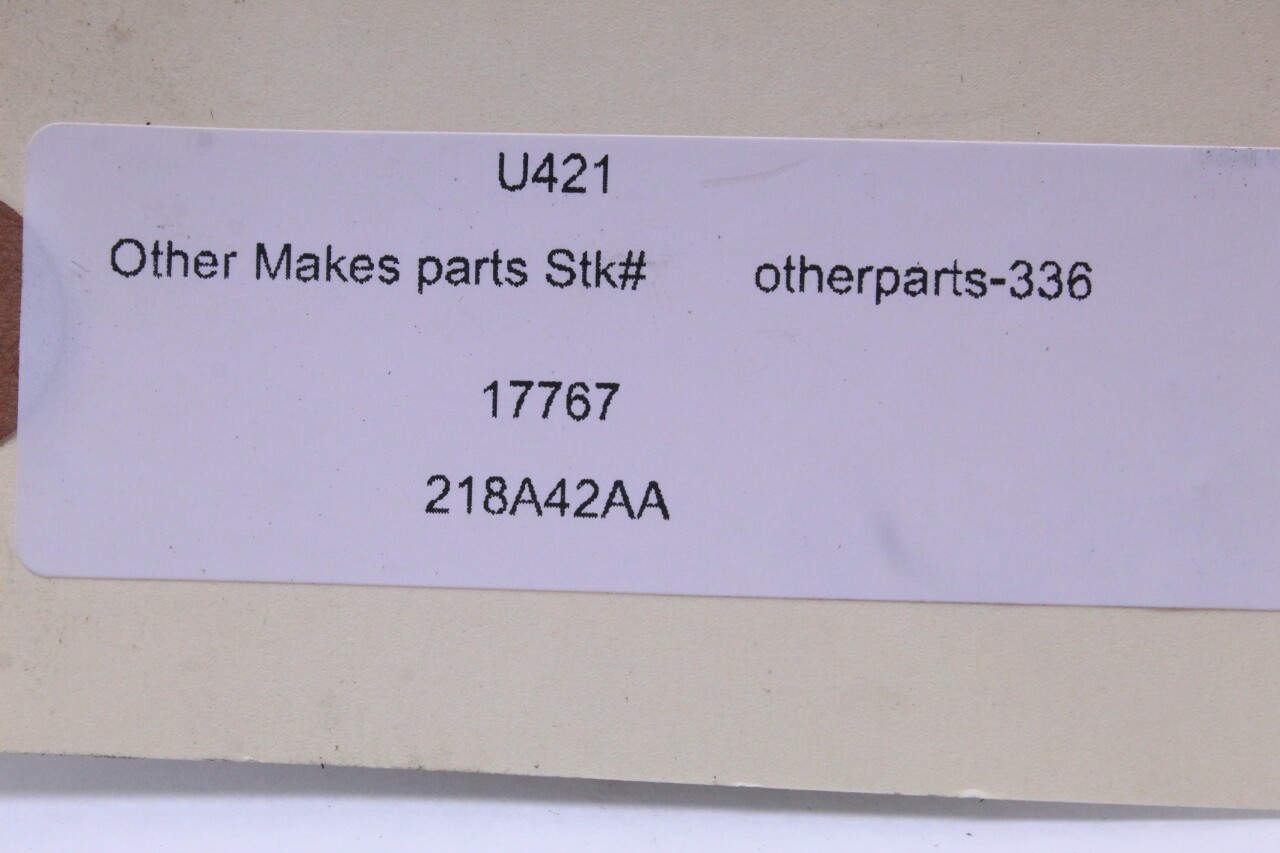 U421
Other Makes parts Stk# otherparts-336
17767
218A42AA